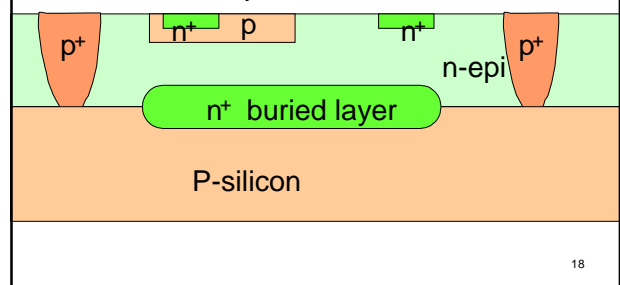 n⁺ p n⁺
p⁺ p⁺
n-epi
n⁺ buried layer
P-silicon
18